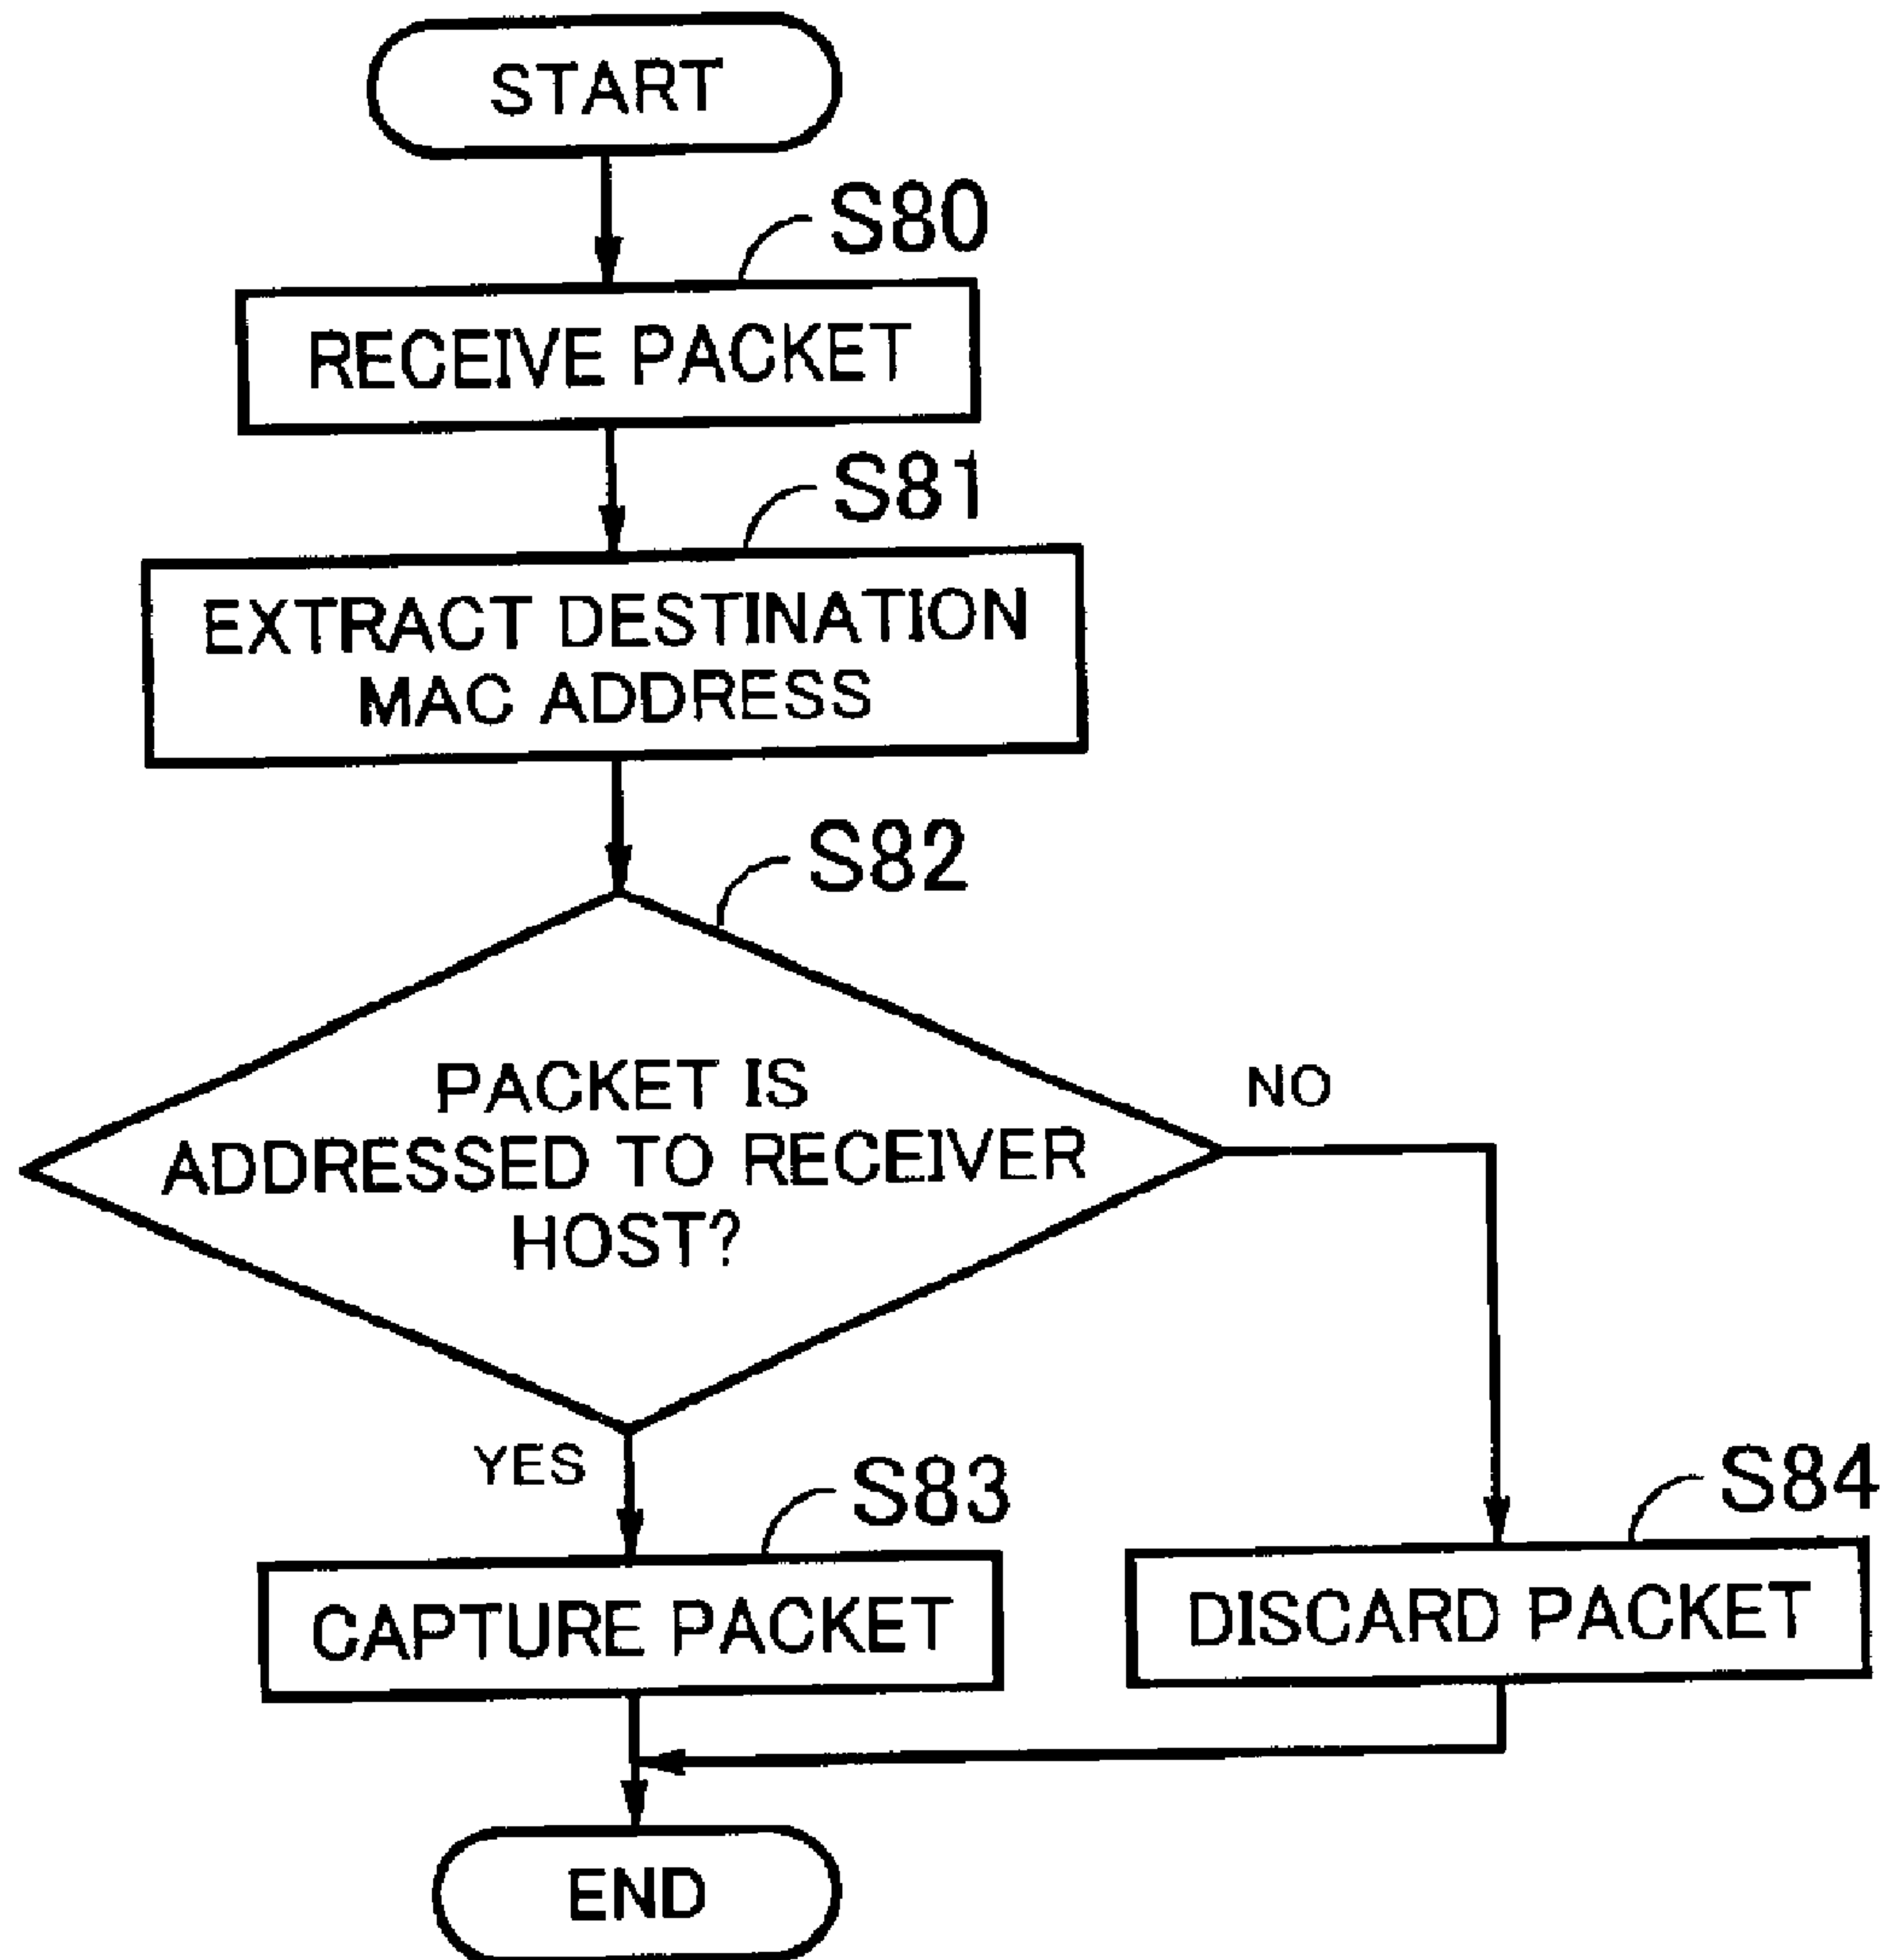 START
S80
RECEIVE PACKET
S81
EXTRACT DESTINATION
MAC ADDRESS
S82
PACKET IS
ADDRESSED TO RECEIVER
HOST?
NO
YES
S83
CAPTURE PACKET
S84
DISCARD PACKET
END